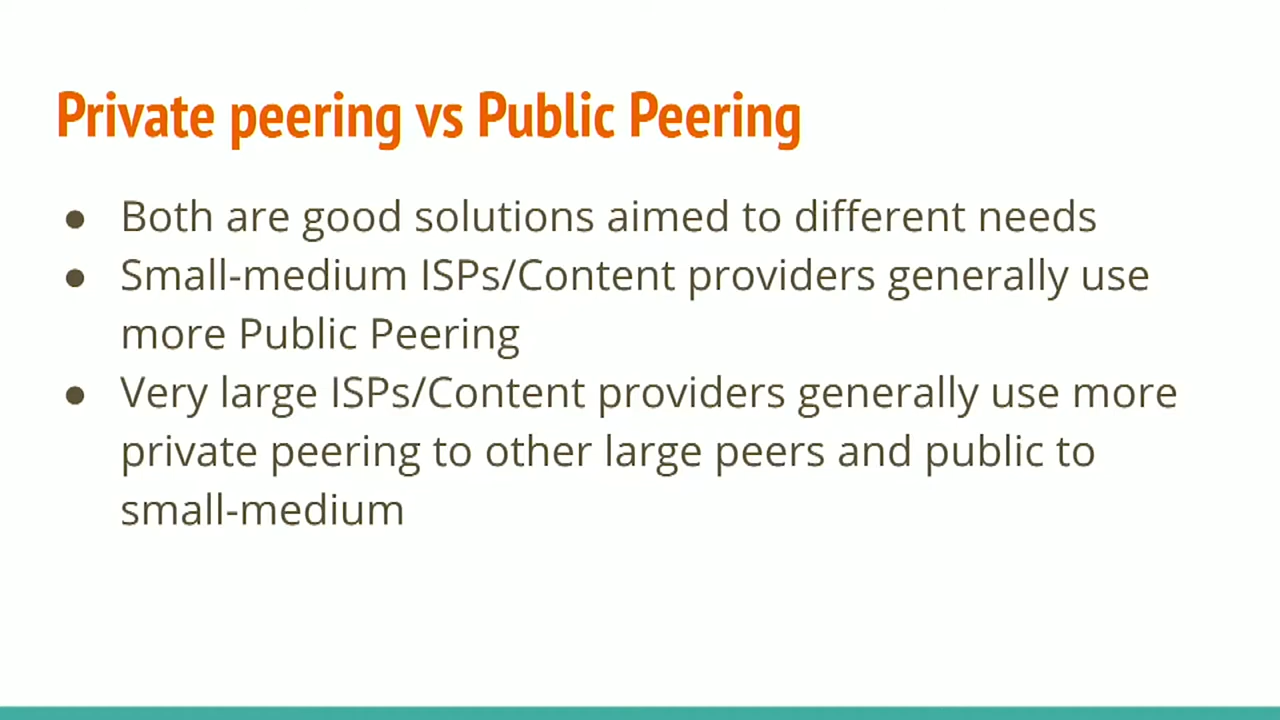 Private peering vs Public Peering
● Both are good solutions aimed to different needs
● Small-medium ISPs/Content providers generally use
more Public Peering
● Very large ISPs/Content providers generally use more
private peering to other large peers and public to
small-medium